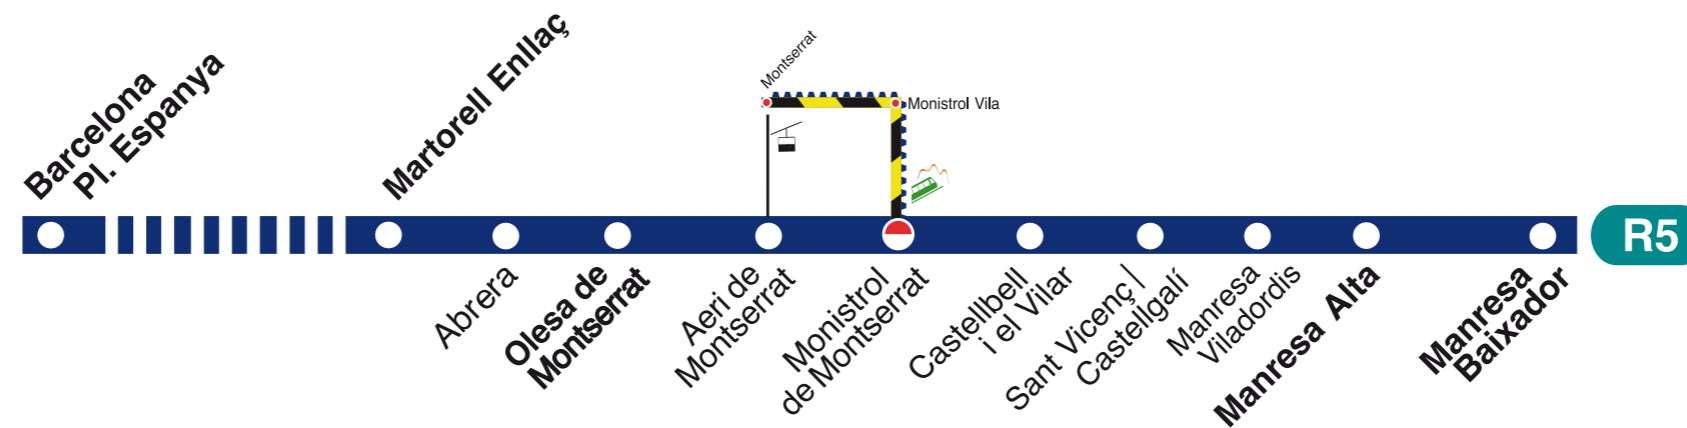 Barcelona
Pl. Espanya
Martorell Enllaç
Montserrat
Monistrol Vila
R5
Abrera
Olesa de
Montserrat
Aeri de
Montserrat
Monistrol
de Montserrat
Castellbell
i el Vilar
Sant Vicenç |
Castellgalí
Manresa
Viladordis
Manresa Alta
Manresa
Baixador